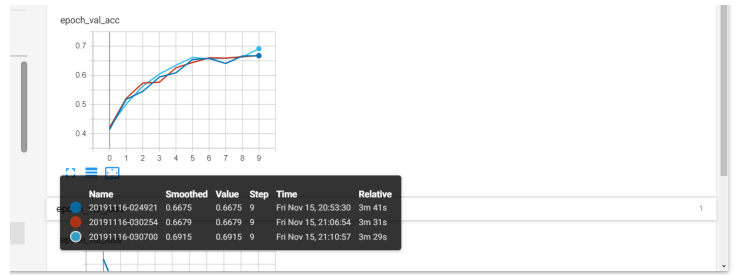 epoch_val_acc
0.7
0.6
0.5
0.4
0 1 2 3 4 5 6 7 8 9
Name Smoothed Value Step Time Relative
20191116-024921 0.6675 0.6675 9 Fri Nov 15, 20:53:30 3m 41s
20191116-030254 0.6679 0.6679 9 Fri Nov 15, 21:06:54 3m 31s
1
20191116-030700 0.6915 0.6915 9 Fri Nov 15, 21:10:57 3m 29s